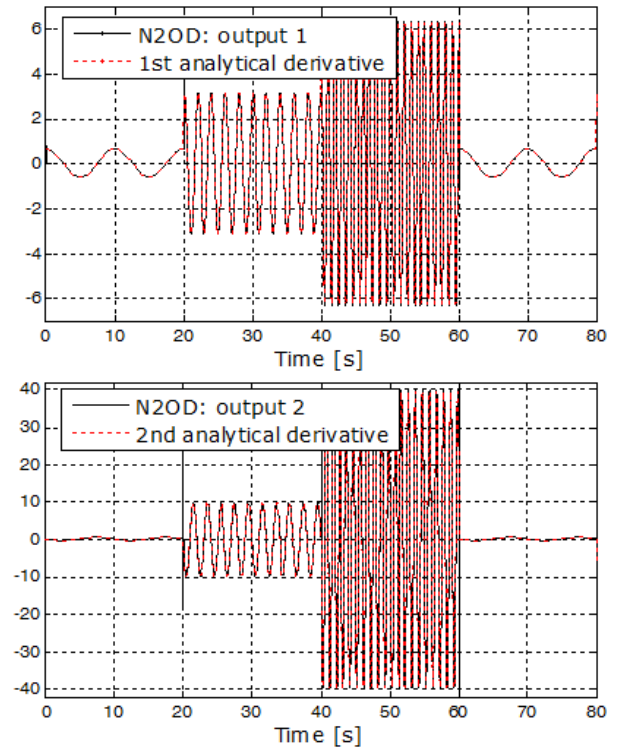 6
4
2
0
-2
-4
-6
N2OD: output 1
1st analytical derivative
0 10 20 30 40 50 60 70 80
Time [s]
40
30
20
10
0
-10
-20
-30
-40
N2OD: output 2
2nd analytical derivative
0 10 20 30 40 50 60 70 80
Time [s]